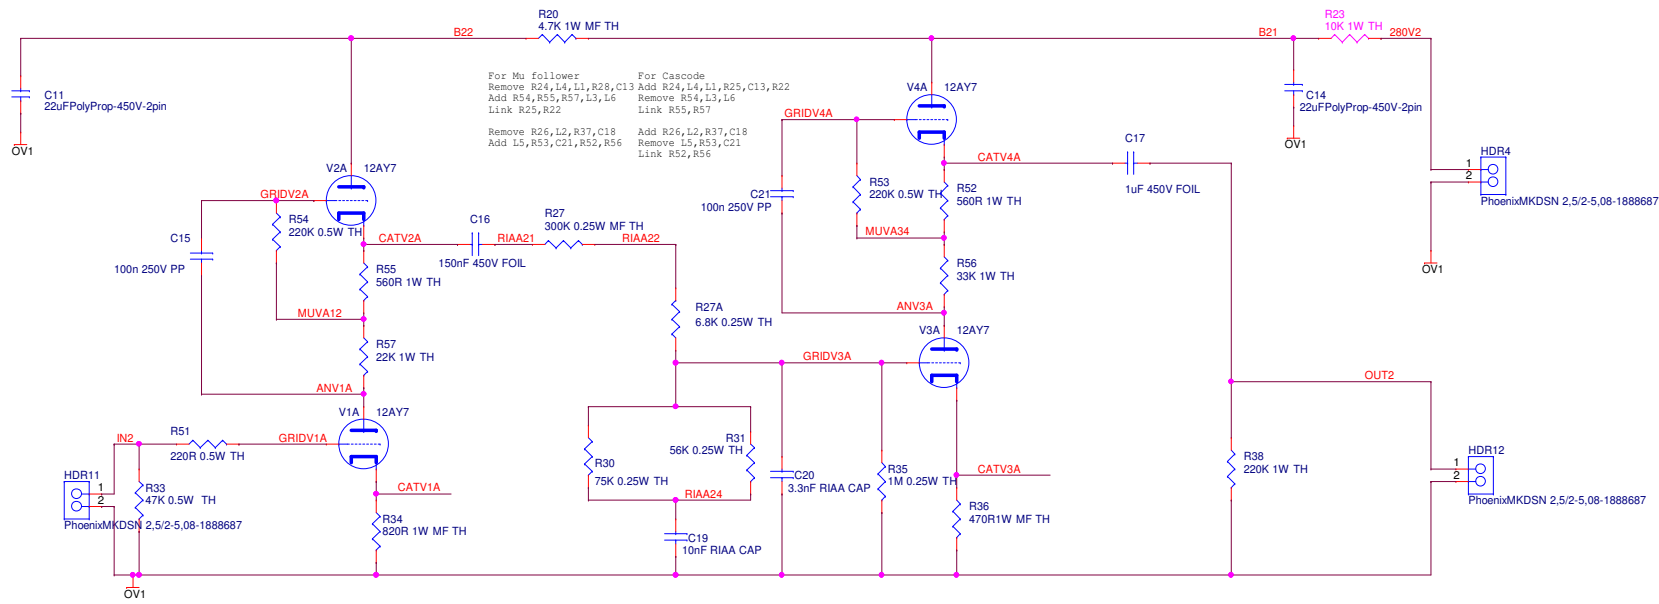 R20
4.7K 1W MF TH
B22
B21
R23
10K 1W TH
280V2
C11
22uFPolyProp-450V-2pin
OV1
For Mu follower
Remove R24,L4,L1,R28,C13
Add R54,R55,R57,L3,L6
Link R25,R22
Remove R26,L2,R37,C18
Add L5,R53,C21,R52,R56
For Cascode
Add R24,L4,L1,R25,C13,R22
Remove R54,L3,L6
Link R55,R57
Add R26,L2,R37,C18
Remove L5,R53,C21
Link R52,R56
V4A 12AY7
GRIDV4A
C14
22uFPolyProp-450V-2pin
OV1
C17
1uF 450V FOIL
CATV4A
HDR4
1
2
PhoenixMKDSN 2,5/2-5,08-1888687
OV1
V2A 12AY7
GRIDV2A
R54
220K 0.5W TH
C15
100n 250V PP
CATV2A
C16
150nF 450V FOIL
RIAA21
R27
300K 0.25W MF TH
RIAA22
R53
220K 0.5W TH
R52
560R 1W TH
C21
100n 250V PP
MUVA34
R55
560R 1W TH
R56
33K 1W TH
MUVA12
R27A
6.8K 0.25W TH
ANV3A
V3A 12AY7
R57
22K 1W TH
GRIDV3A
ANV1A
OUT2
V1A 12AY7
IN2
R51
220R 0.5W TH
GRIDV1A
R31
56K 0.25W TH
R30
75K 0.25W TH
C20
3.3nF RIAA CAP
R35
1M 0.25W TH
CATV3A
R38
220K 1W TH
HDR12
1
2
PhoenixMKDSN 2,5/2-5,08-1888687
HDR11
1
2
PhoenixMKDSN 2,5/2-5,08-1888687
R33
47K 0.5W  TH
CATV1A
RIAA24
R34
820R 1W MF TH
R36
470R1W MF TH
C19
10nF RIAA CAP
OV1